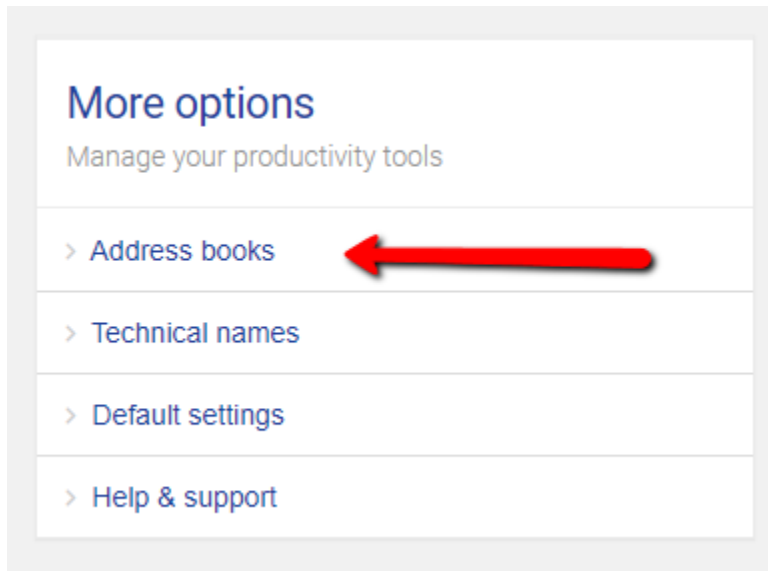 More options
Manage your productivity tools
Address books
Technical names
Default settings
Help & support